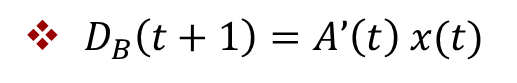 ❖ D_B(t + 1) = A’(t) x(t)